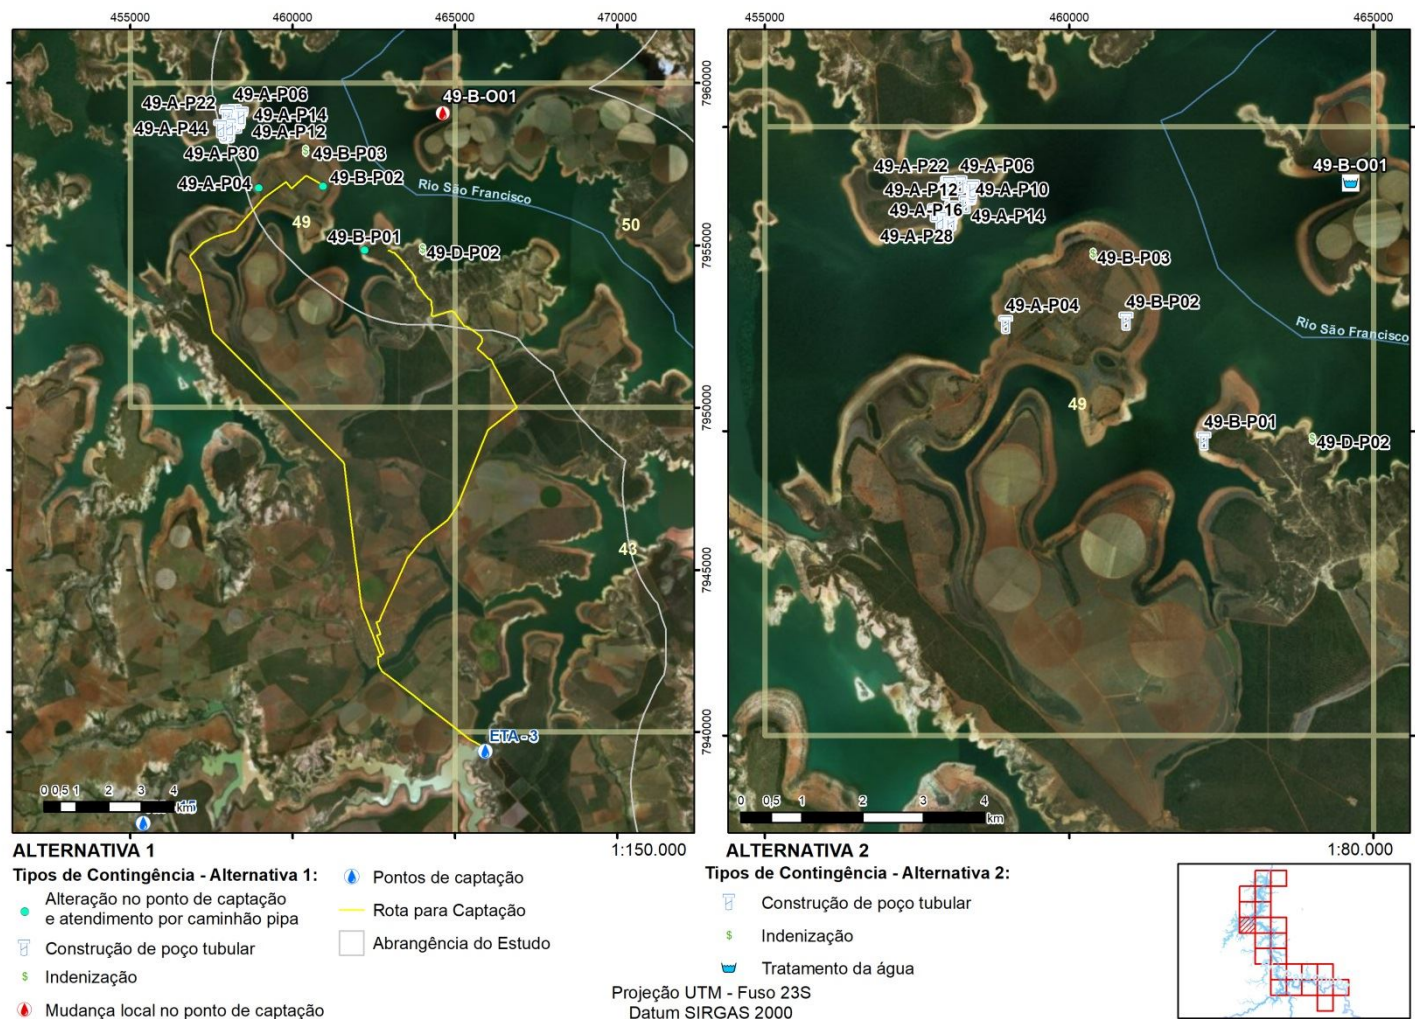 455000
460000
465000
470000
455000
460000
465000
7960000
7955000
7950000
7945000
7940000
49-A-P22
49-A-P06
49-A-P14
49-A-P44
49-A-P12
49-A-P30
49-B-P03
49-A-P04
49-B-P02
49-B-O01
Rio São Francisco
49
50
49-B-P01
49-D-P02
43
ETA - 3
0 0,5 1 2 3 4
km
49-A-P22
49-A-P06
49-A-P12
49-A-P10
49-A-P16
49-A-P14
49-A-P28
49-B-O01
49-B-P03
49-A-P04
49-B-P02
Rio São Francisco
49
49-B-P01
49-D-P02
0 0,5 1 2 3 4
km
ALTERNATIVA 1
1:150.000
Tipos de Contingência - Alternativa 1:
Alteração no ponto de captação
e atendimento por caminhão pipa
Construção de poço tubular
$ Indenização
Mudança local no ponto de captação
Pontos de captação
Rota para Captação
Abrangência do Estudo
ALTERNATIVA 2
1:80.000
Tipos de Contingência - Alternativa 2:
Construção de poço tubular
$ Indenização
Tratamento da água
Projeção UTM - Fuso 23S
Datum SIRGAS 2000